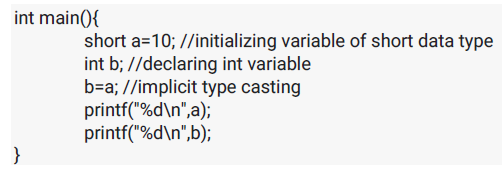 int main(){
short a=10; //initializing variable of short data type
int b; //declaring int variable
b=a; //implicit type casting
printf("%d\n",a);
printf("%d\n",b);
}